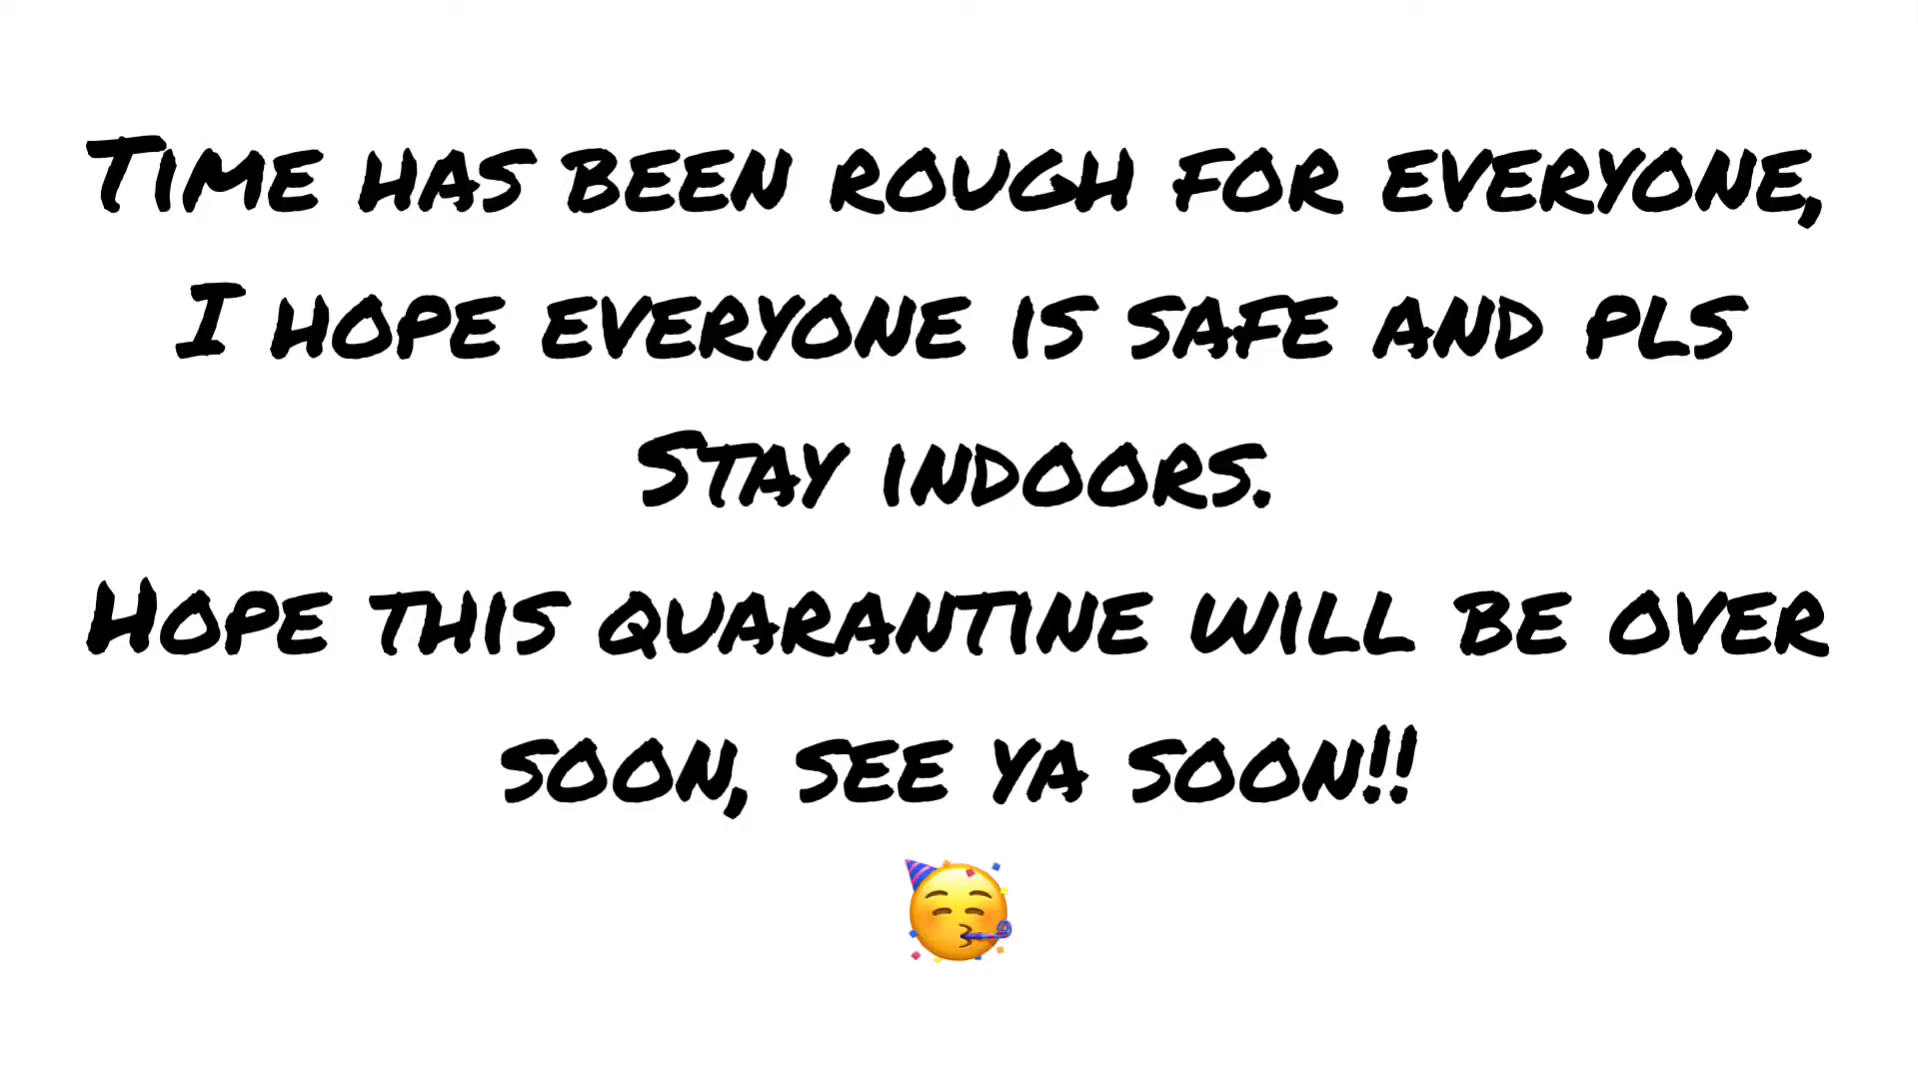 Time has been rough for everyone,
I hope everyone is safe and pls
Stay indoors.
Hope this quarantine will be over
soon, see ya soon!!
🥳